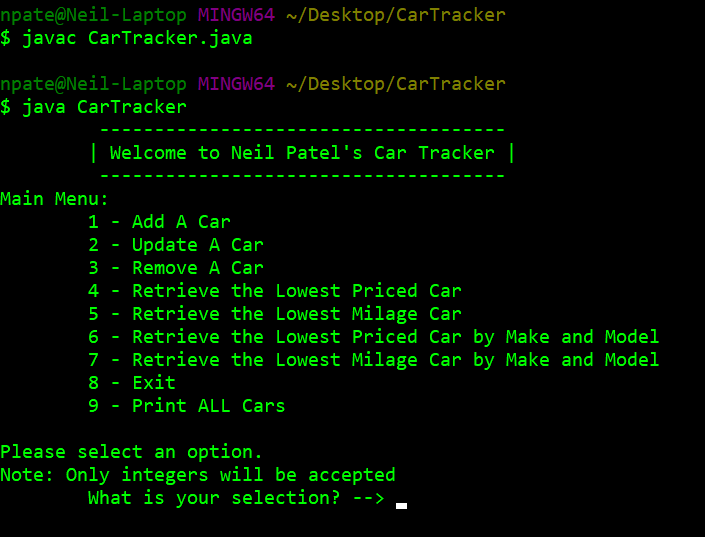 npate@Neil-Laptop MINGW64 ~/Desktop/CarTracker
$ javac CarTracker.java
npate@Neil-Laptop MINGW64 ~/Desktop/CarTracker
$ java CarTracker
-------------------------------------
| Welcome to Neil Patel's Car Tracker |
-------------------------------------
Main Menu:
1 - Add A Car
2 - Update A Car
3 - Remove A Car
4 - Retrieve the Lowest Priced Car
5 - Retrieve the Lowest Milage Car
6 - Retrieve the Lowest Priced Car by Make and Model
7 - Retrieve the Lowest Milage Car by Make and Model
8 - Exit
9 - Print ALL Cars
Please select an option.
Note: Only integers will be accepted
What is your selection? -->